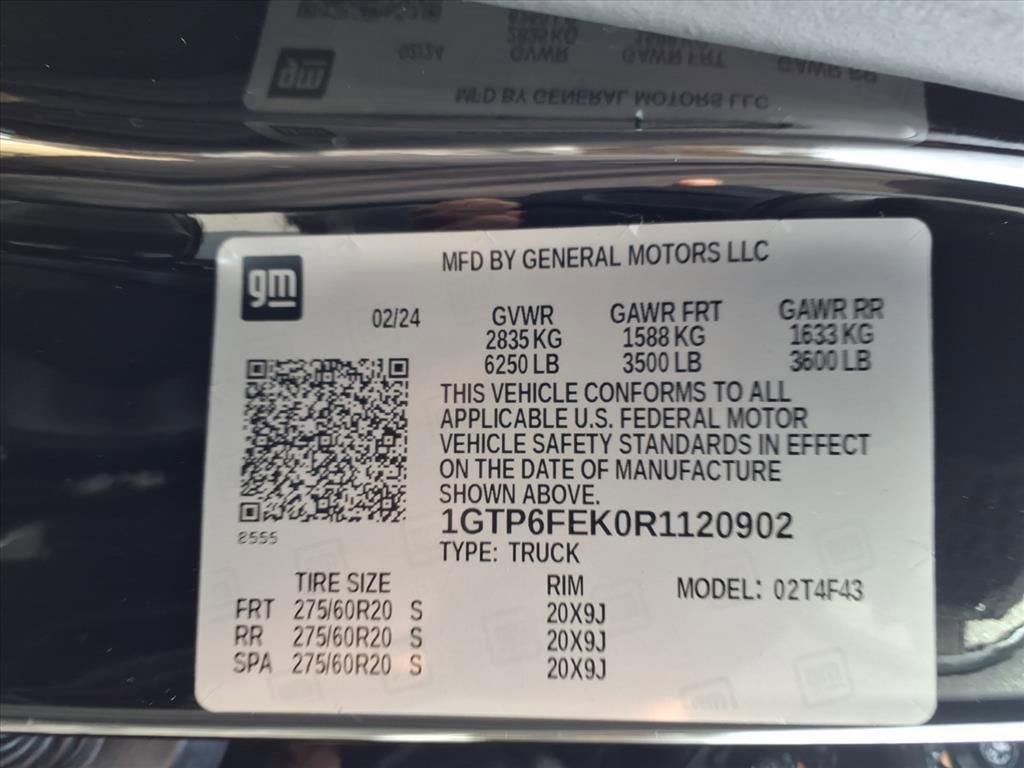 MFD BY GENERAL MOTORS LLC
gm
02/24 GVWR GAWR FRT GAWR RR
2835 KG 1588 KG 1633 KG
6250 LB 3500 LB 3600 LB
THIS VEHICLE CONFORMS TO ALL
APPLICABLE U.S. FEDERAL MOTOR
VEHICLE SAFETY STANDARDS IN EFFECT
ON THE DATE OF MANUFACTURE
SHOWN ABOVE.
1GTP6FEK0R1120902
8555
TYPE: TRUCK
TIRE SIZE RIM MODEL: 02T4F43
FRT 275/60R20 S 20X9J
RR 275/60R20 S 20X9J
SPA 275/60R20 S 20X9J